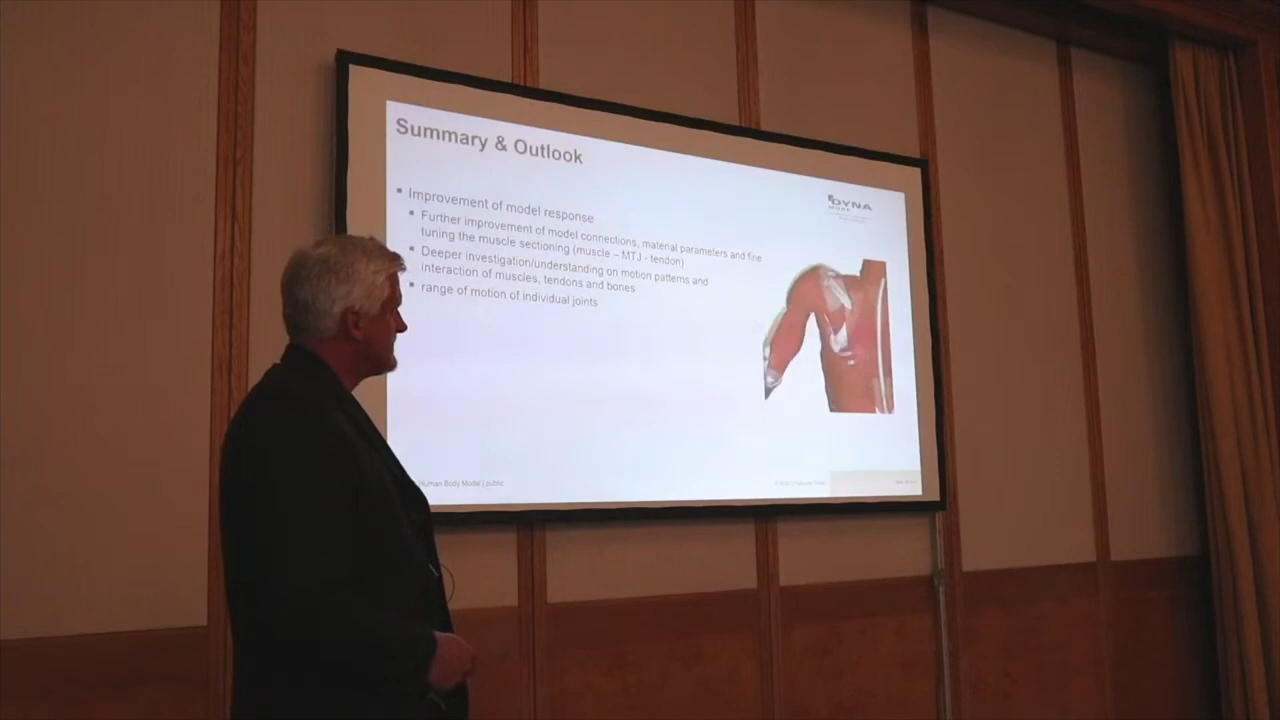 Summary & Outlook
DYNA
MORE
▪ Improvement of model response
▪ Further improvement of model connections, material parameters and fine
tuning the muscle sectioning (muscle – MTJ - tendon)
▪ Deeper investigation/understanding on motion patterns and
interaction of muscles, tendons and bones
▪ range of motion of individual joints
Human Body Model | public